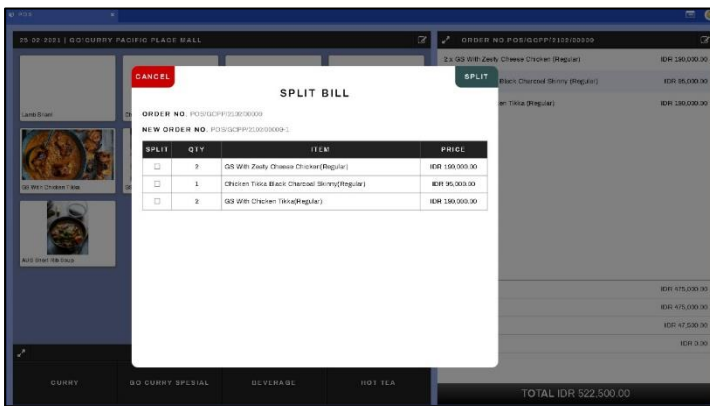 POS
25-02-2021 | GO'CURRY PACIFIC PLACE MALL
ORDER NO.POS/GCPP/2102/00009
2 x GS With Zesty Cheese Chicken (Regular)
IDR 190,000.00
Black Charcoal Skinny (Regular)
IDR 95,000.00
en Tikka (Regular)
IDR 190,000.00
CANCEL
SPLIT
SPLIT BILL
ORDER NO. POS/GCPP/2102/00009
NEW ORDER NO. POS/GCPP/2102/00009-1
SPLIT QTY ITEM PRICE
2 GS With Zesty Cheese Chicken(Regular) IDR 190,000.00
1 Chicken Tikka Black Charcoal Skinny(Regular) IDR 95,000.00
2 GS With Chicken Tikka(Regular) IDR 190,000.00
GS With Chicken Tikka
IDR 475,000.00
IDR 475,000.00
IDR 47,500.00
IDR 0.00
CURRY
GO CURRY SPESIAL
BEVERAGE
HOT TEA
TOTAL IDR 522,500.00